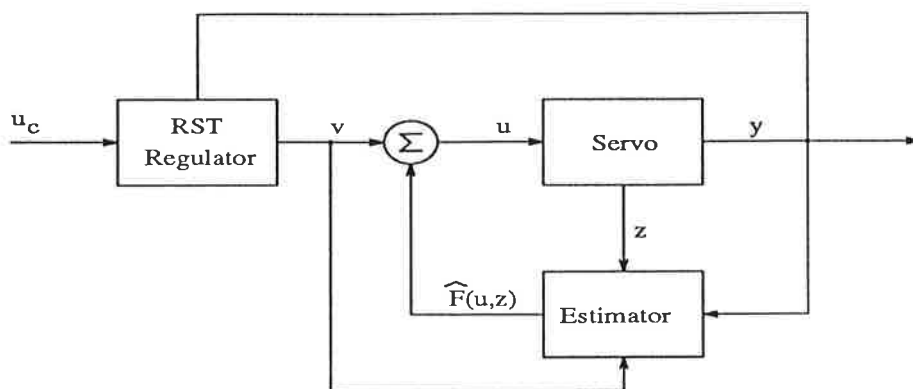 u_c
RST
Regulator
v
Σ
u
Servo
y
z
F̂(u,z)
Estimator